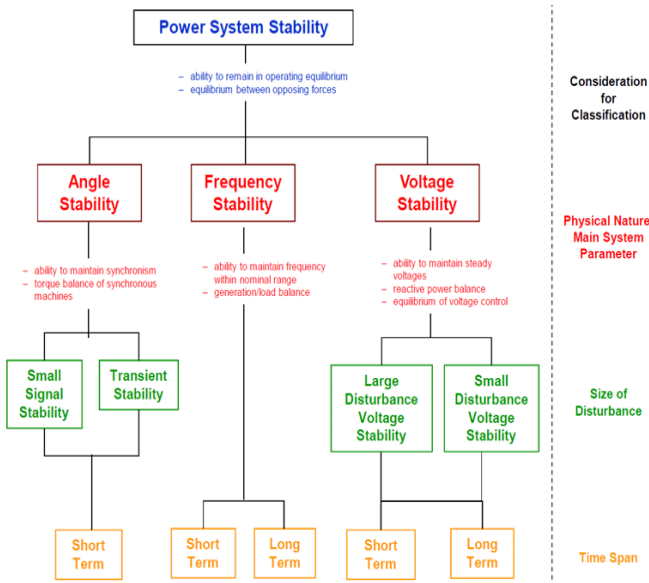 Power System Stability
– ability to remain in operating equilibrium
– equilibrium between opposing forces
Consideration
for
Classification
Angle
Stability
Frequency
Stability
Voltage
Stability
Physical Nature
Main System
Parameter
– ability to maintain synchronism
– torque balance of synchronous
machines
– ability to maintain frequency
within nominal range
– generation/load balance
– ability to maintain steady
voltages
– reactive power balance
– equilibrium of voltage control
Small
Signal
Stability
Transient
Stability
Large
Disturbance
Voltage
Stability
Small
Disturbance
Voltage
Stability
Size of
Disturbance
Short
Term
Short
Term
Long
Term
Short
Term
Long
Term
Time Span